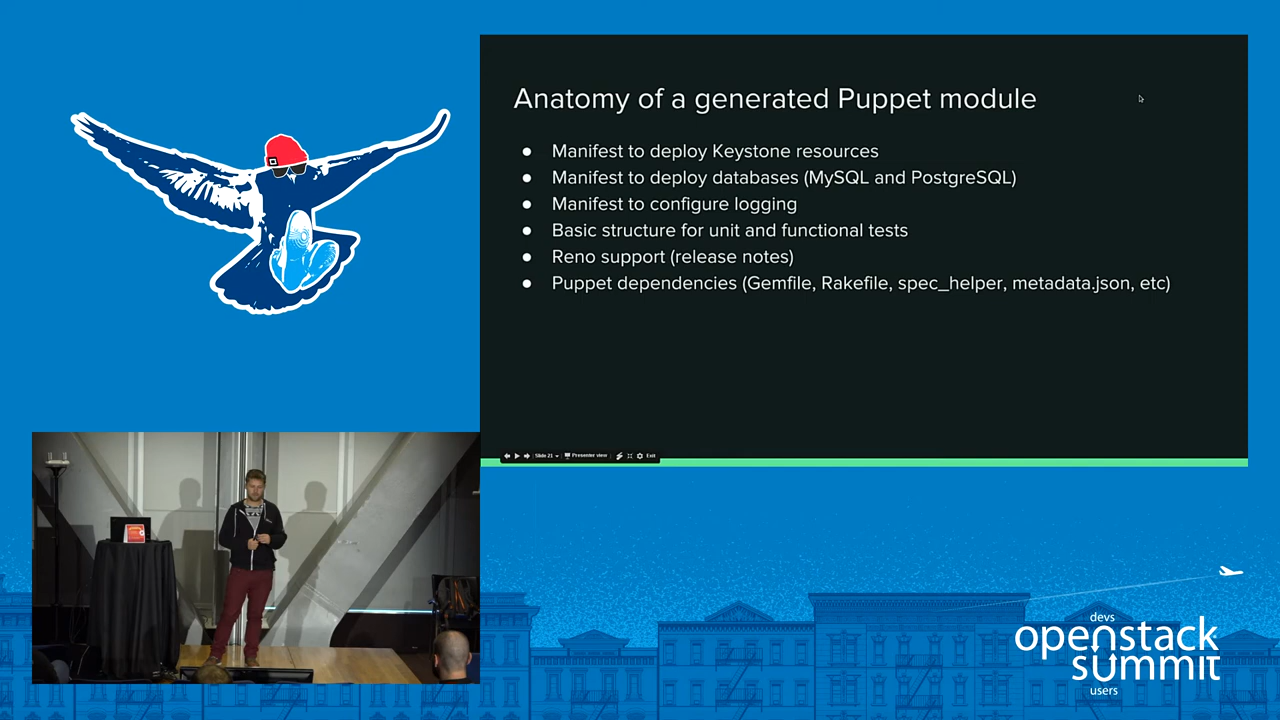 Anatomy of a generated Puppet module
● Manifest to deploy Keystone resources
● Manifest to deploy databases (MySQL and PostgreSQL)
● Manifest to configure logging
● Basic structure for unit and functional tests
● Reno support (release notes)
● Puppet dependencies (Gemfile, Rakefile, spec_helper, metadata.json, etc)
Slide 21
Presenter view
Exit
devs
openstack
summit
users